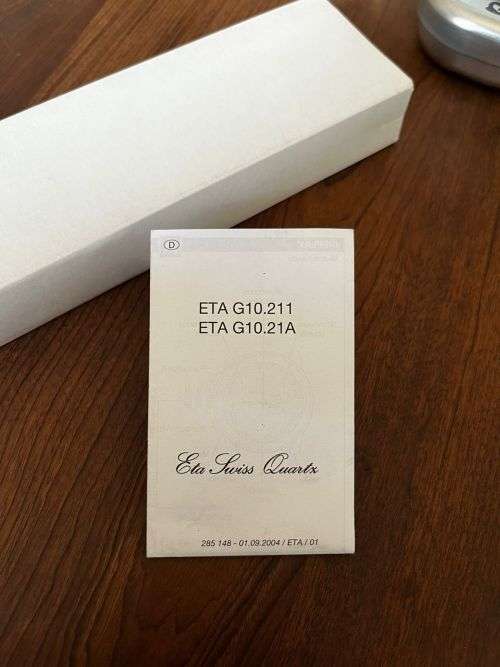 D
ETA G10.211
ETA G10.21A
Eta Swiss Quartz
285 148 - 01.09.2004 / ETA / 01